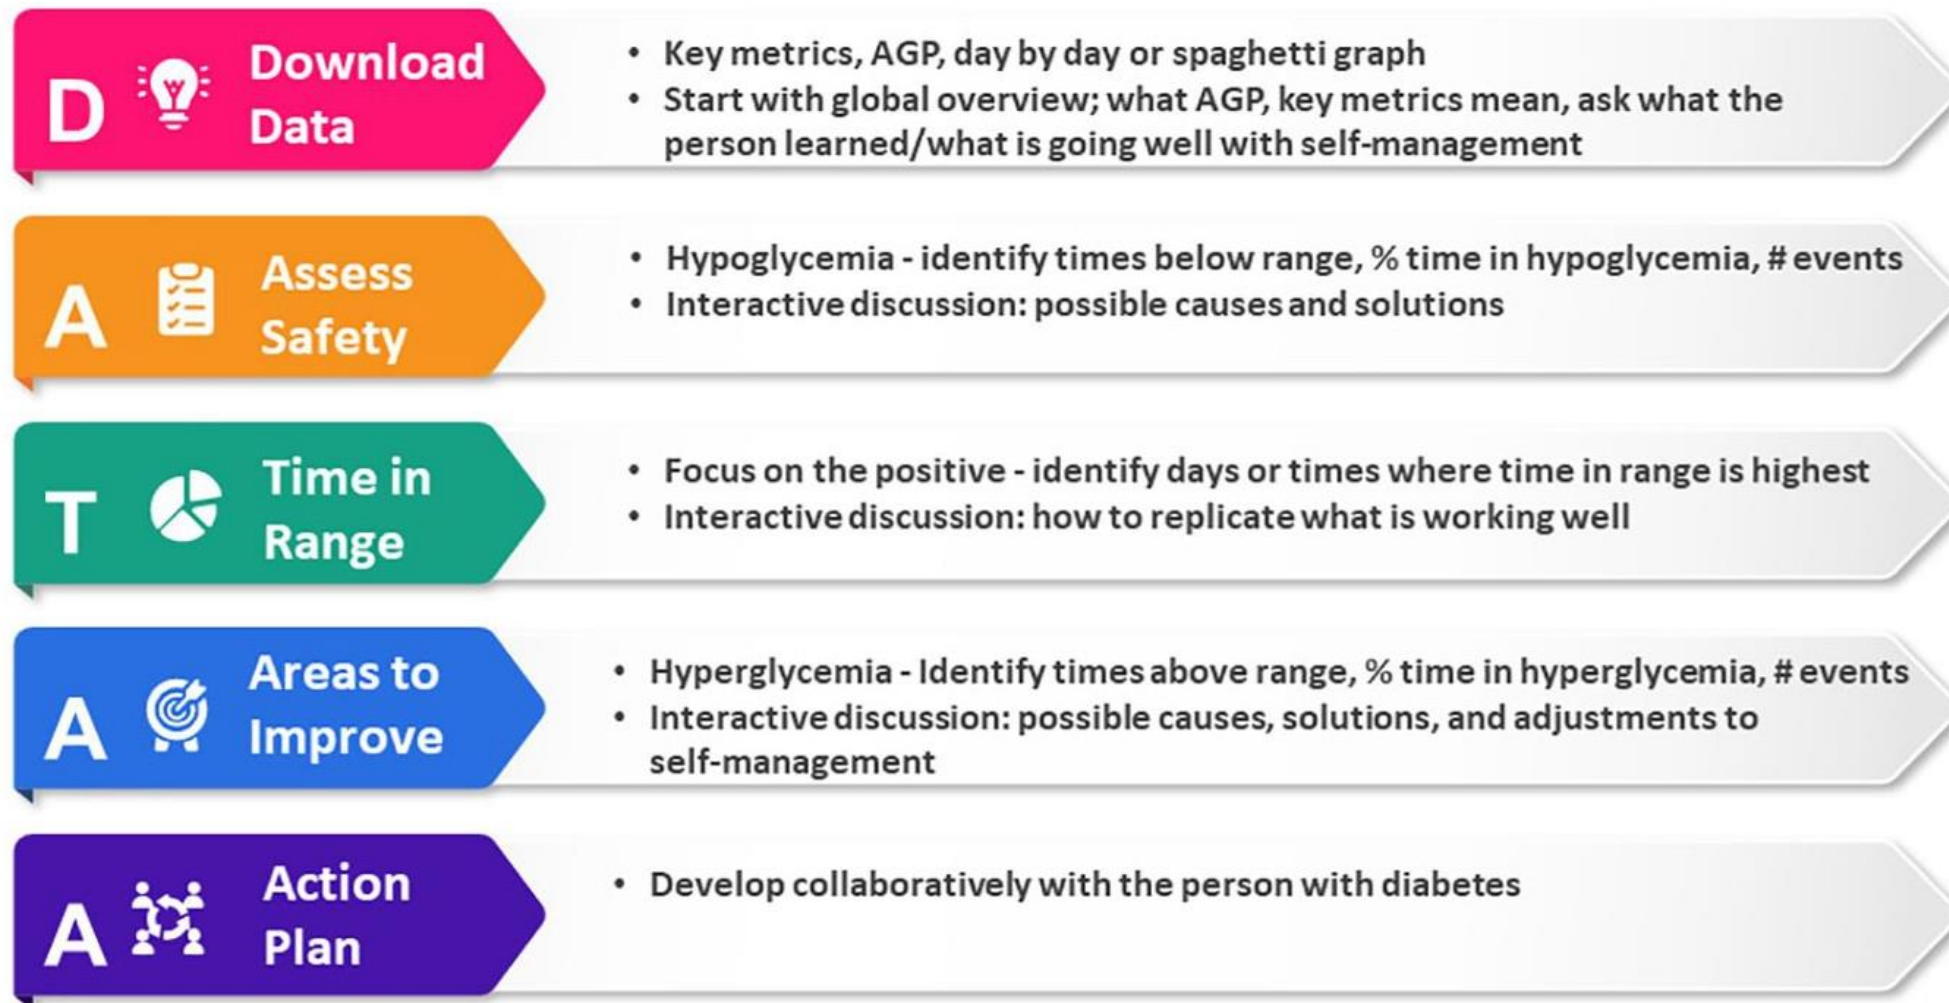 D
Download
Data
• Key metrics, AGP, day by day or spaghetti graph
• Start with global overview; what AGP, key metrics mean, ask what the
person learned/what is going well with self-management
A
Assess
Safety
• Hypoglycemia - identify times below range, % time in hypoglycemia, # events
• Interactive discussion: possible causes and solutions
T
Time in
Range
• Focus on the positive - identify days or times where time in range is highest
• Interactive discussion: how to replicate what is working well
A
Areas to
Improve
• Hyperglycemia - Identify times above range, % time in hyperglycemia, # events
• Interactive discussion: possible causes, solutions, and adjustments to
self-management
A
Action
Plan
• Develop collaboratively with the person with diabetes